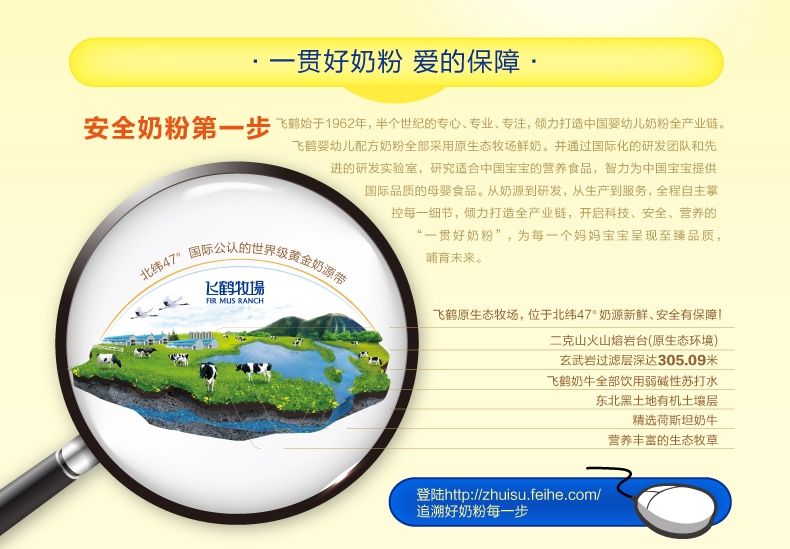 ·一贯好奶粉 爱的保障·
安全奶粉第一步
飞鹤始于1962年，半个世纪的专心、专业、专注，倾力打造中国婴幼儿奶粉全产业链。
飞鹤婴幼儿配方奶粉全部采用原生态牧场鲜奶。并通过国际化的研发团队和先
进的研发实验室，研究适合中国宝宝的营养食品，智力为中国宝宝提供
国际品质的母婴食品。从奶源到研发，从生产到服务，全程自主掌
控每一细节，倾力打造全产业链，开启科技、安全、营养的
“一贯好奶粉”，为每一个妈妈宝宝呈现至臻品质，
哺育未来。
北纬47°国际公认的世界级黄金奶源带
飞鹤牧場
FIR MUS RANCH
飞鹤原生态牧场，位于北纬47°奶源新鲜、安全有保障！
二克山火山熔岩台(原生态环境)
玄武岩过滤层深达305.09米
飞鹤奶牛全部饮用弱碱性苏打水
东北黑土地有机土壤层
精选荷斯坦奶牛
营养丰富的生态牧草
登陆http://zhuisu.feihe.com/
追溯好奶粉每一步